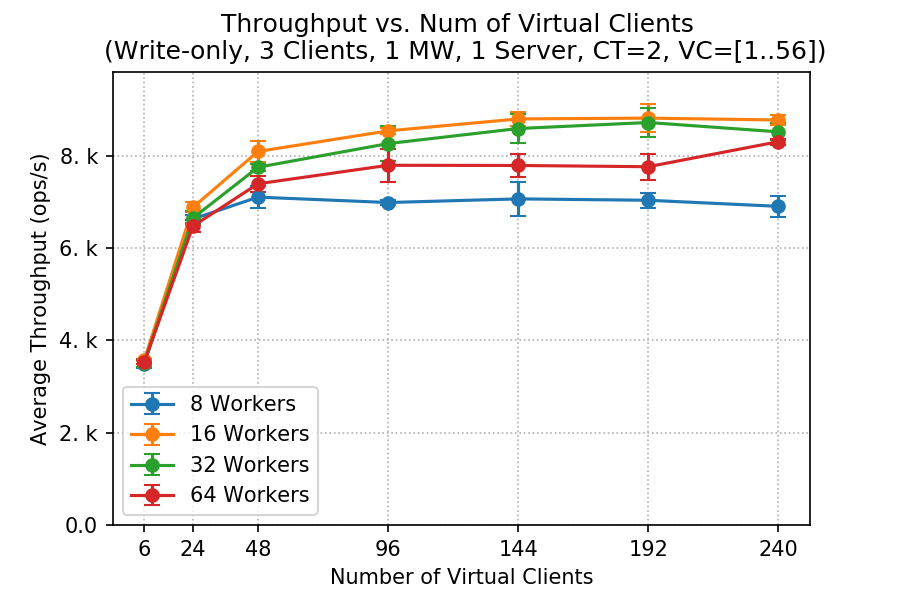 Throughput vs. Num of Virtual Clients
(Write-only, 3 Clients, 1 MW, 1 Server, CT=2, VC=[1..56])
Average Throughput (ops/s)
8. k
6. k
4. k
2. k
0.0
8 Workers
16 Workers
32 Workers
64 Workers
6 24 48 96 144 192 240
Number of Virtual Clients